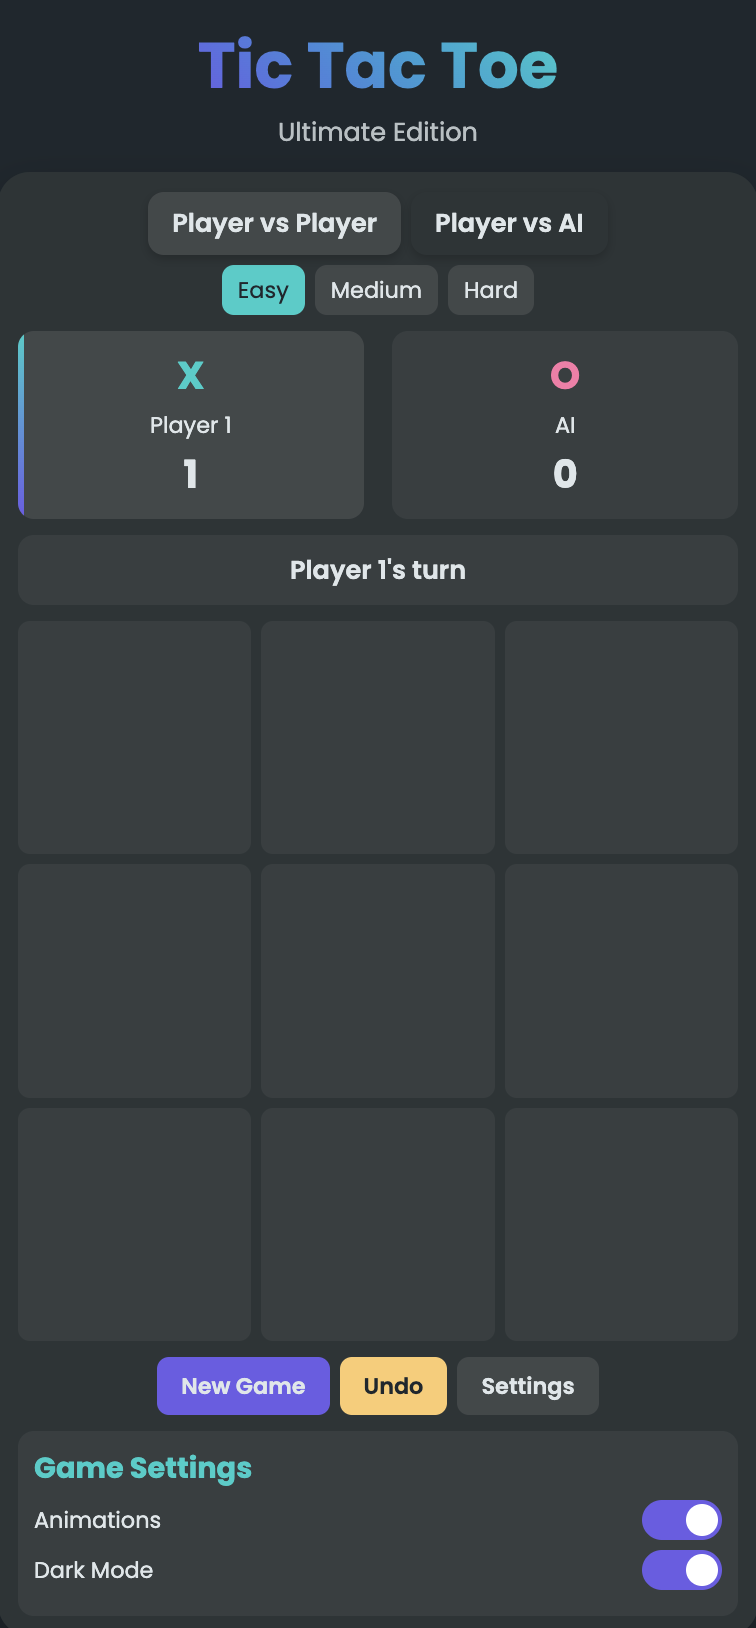 Tic Tac Toe
Ultimate Edition
Player vs Player Player vs AI
Easy Medium Hard
X O
Player 1 AI
1 0
Player 1's turn
New Game Undo Settings
Game Settings
Animations
Dark Mode